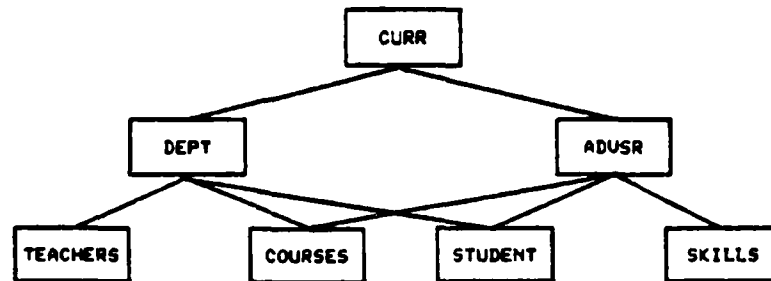 CURR
DEPT
ADVSR
TEACHERS
COURSES
STUDENT
SKILLS